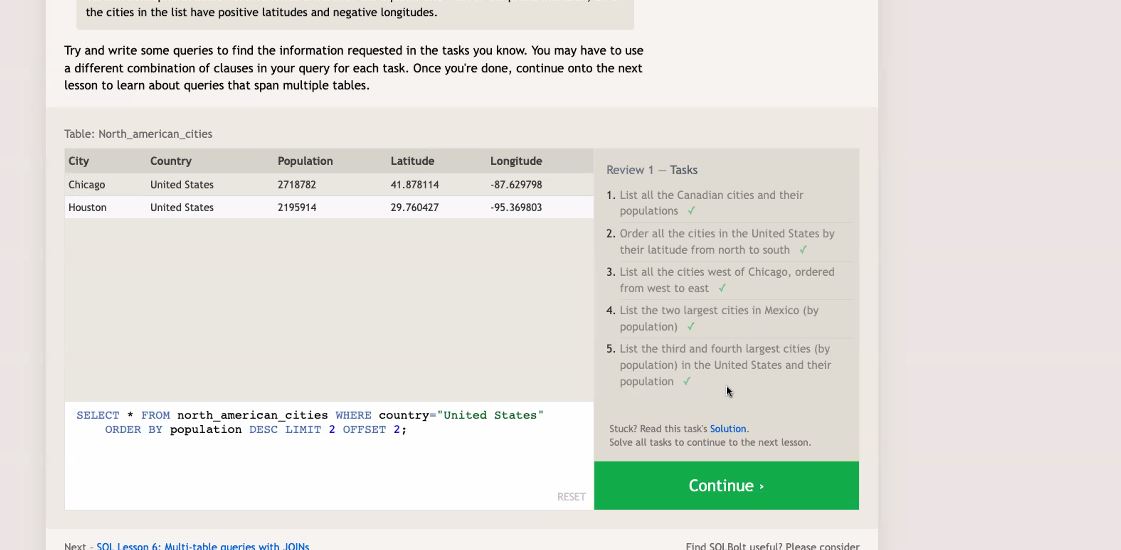 the cities in the list have positive latitudes and negative longitudes.
Try and write some queries to find the information requested in the tasks you know. You may have to use
a different combination of clauses in your query for each task. Once you're done, continue onto the next
lesson to learn about queries that span multiple tables.
Table: North_american_cities
City Country Population Latitude Longitude
Chicago United States 2718782 41.878114 -87.629798
Houston United States 2195914 29.760427 -95.369803
SELECT * FROM north_american_cities WHERE country="United States"
ORDER BY population DESC LIMIT 2 OFFSET 2;
RESET
Review 1 — Tasks
1. List all the Canadian cities and their
populations ✓
2. Order all the cities in the United States by
their latitude from north to south ✓
3. List all the cities west of Chicago, ordered
from west to east ✓
4. List the two largest cities in Mexico (by
population) ✓
5. List the third and fourth largest cities (by
population) in the United States and their
population ✓
Stuck? Read this task's Solution.
Solve all tasks to continue to the next lesson.
Continue ›
Next – SQL Lesson 6: Multi-table queries with JOINs
Find SQLBolt useful? Please consider